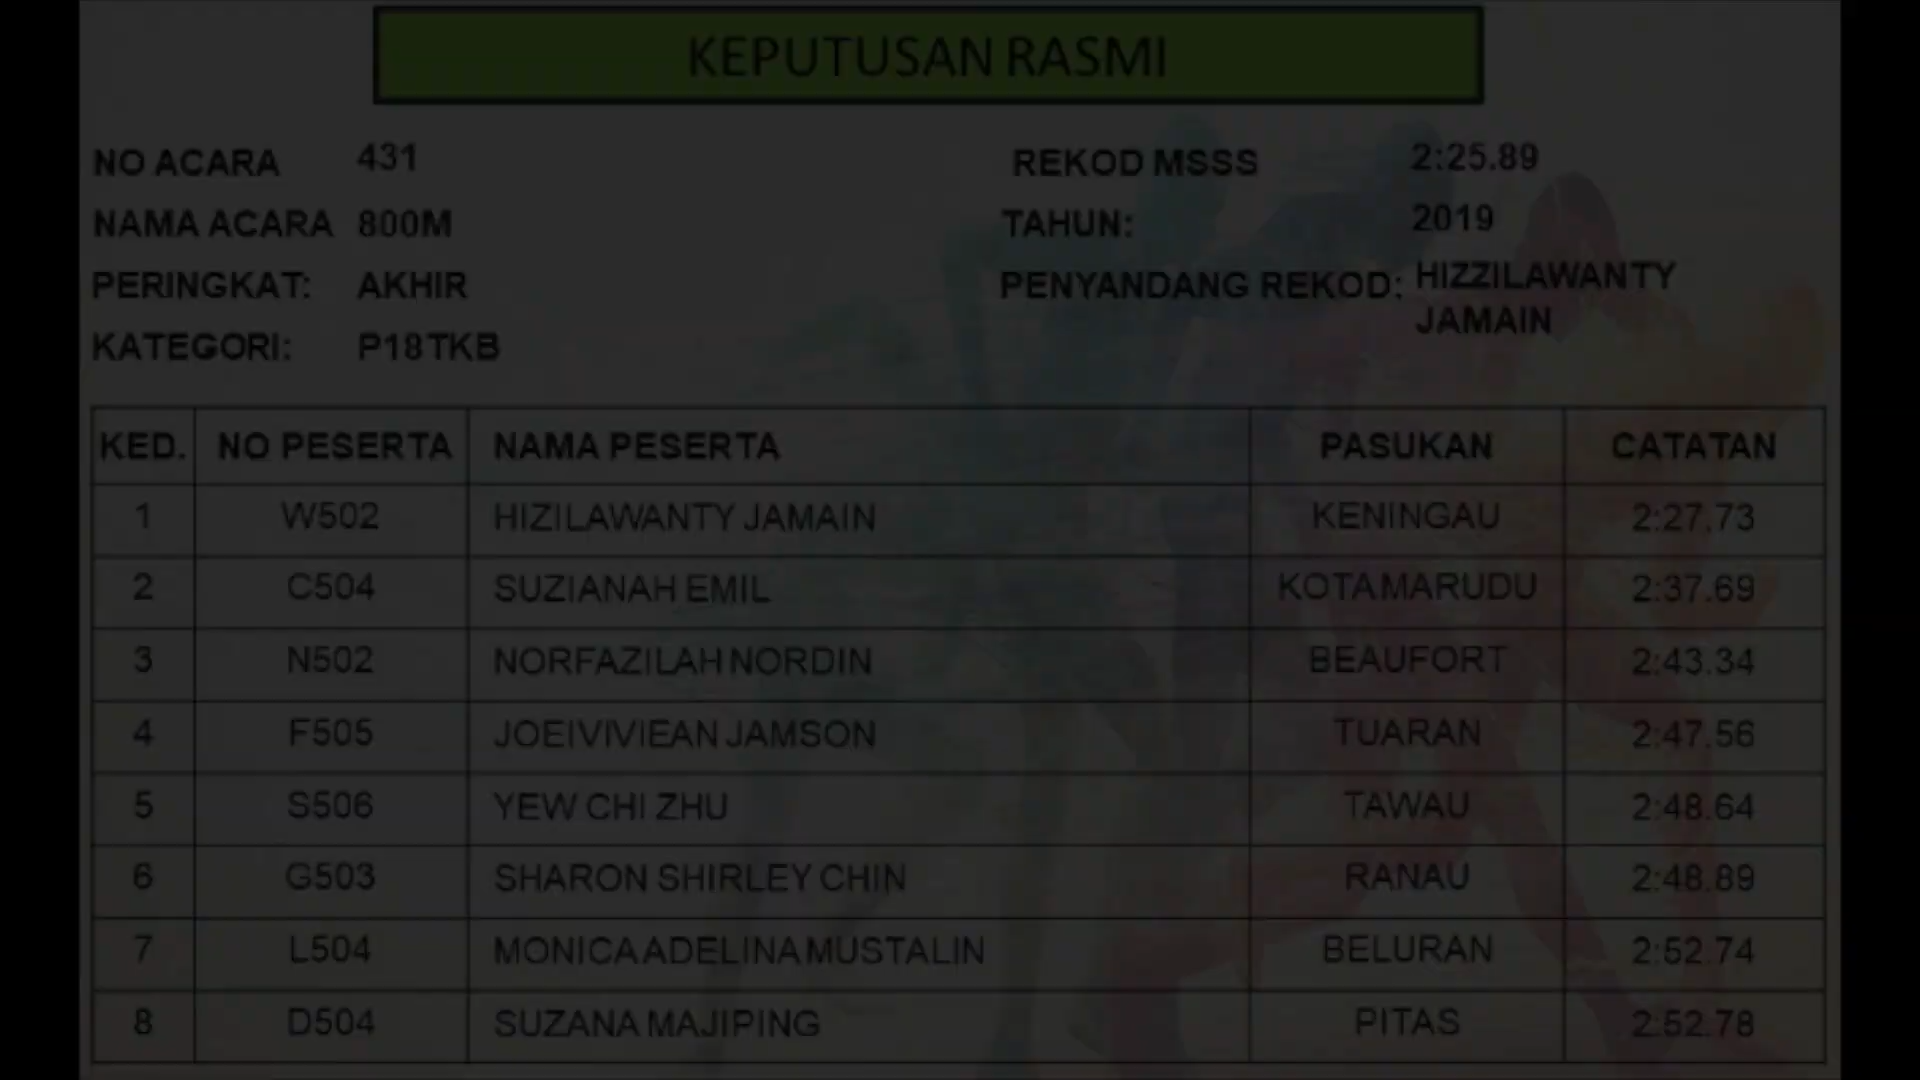 KEPUTUSAN RASMI
NO ACARA 431 REKOD MSSS 2:25.89
NAMA ACARA 800M TAHUN: 2019
PERINGKAT: AKHIR PENYANDANG REKOD: HIZZILAWANTY JAMAIN
KATEGORI: P18TKB
KED. NO PESERTA NAMA PESERTA PASUKAN CATATAN
1 W502 HIZILAWANTY JAMAIN KENINGAU 2:27.73
2 C504 SUZIANAH EMIL KOTA MARUDU 2:37.69
3 N502 NORFAZILAH NORDIN BEAUFORT 2:43.34
4 F505 JOEIVIVIEAN JAMSON TUARAN 2:47.56
5 S506 YEW CHI ZHU TAWAU 2:48.64
6 G503 SHARON SHIRLEY CHIN RANAU 2:48.89
7 L504 MONICA ADELINA MUSTALIN BELURAN 2:52.74
8 D504 SUZANA MAJIPING PITAS 2:52.78